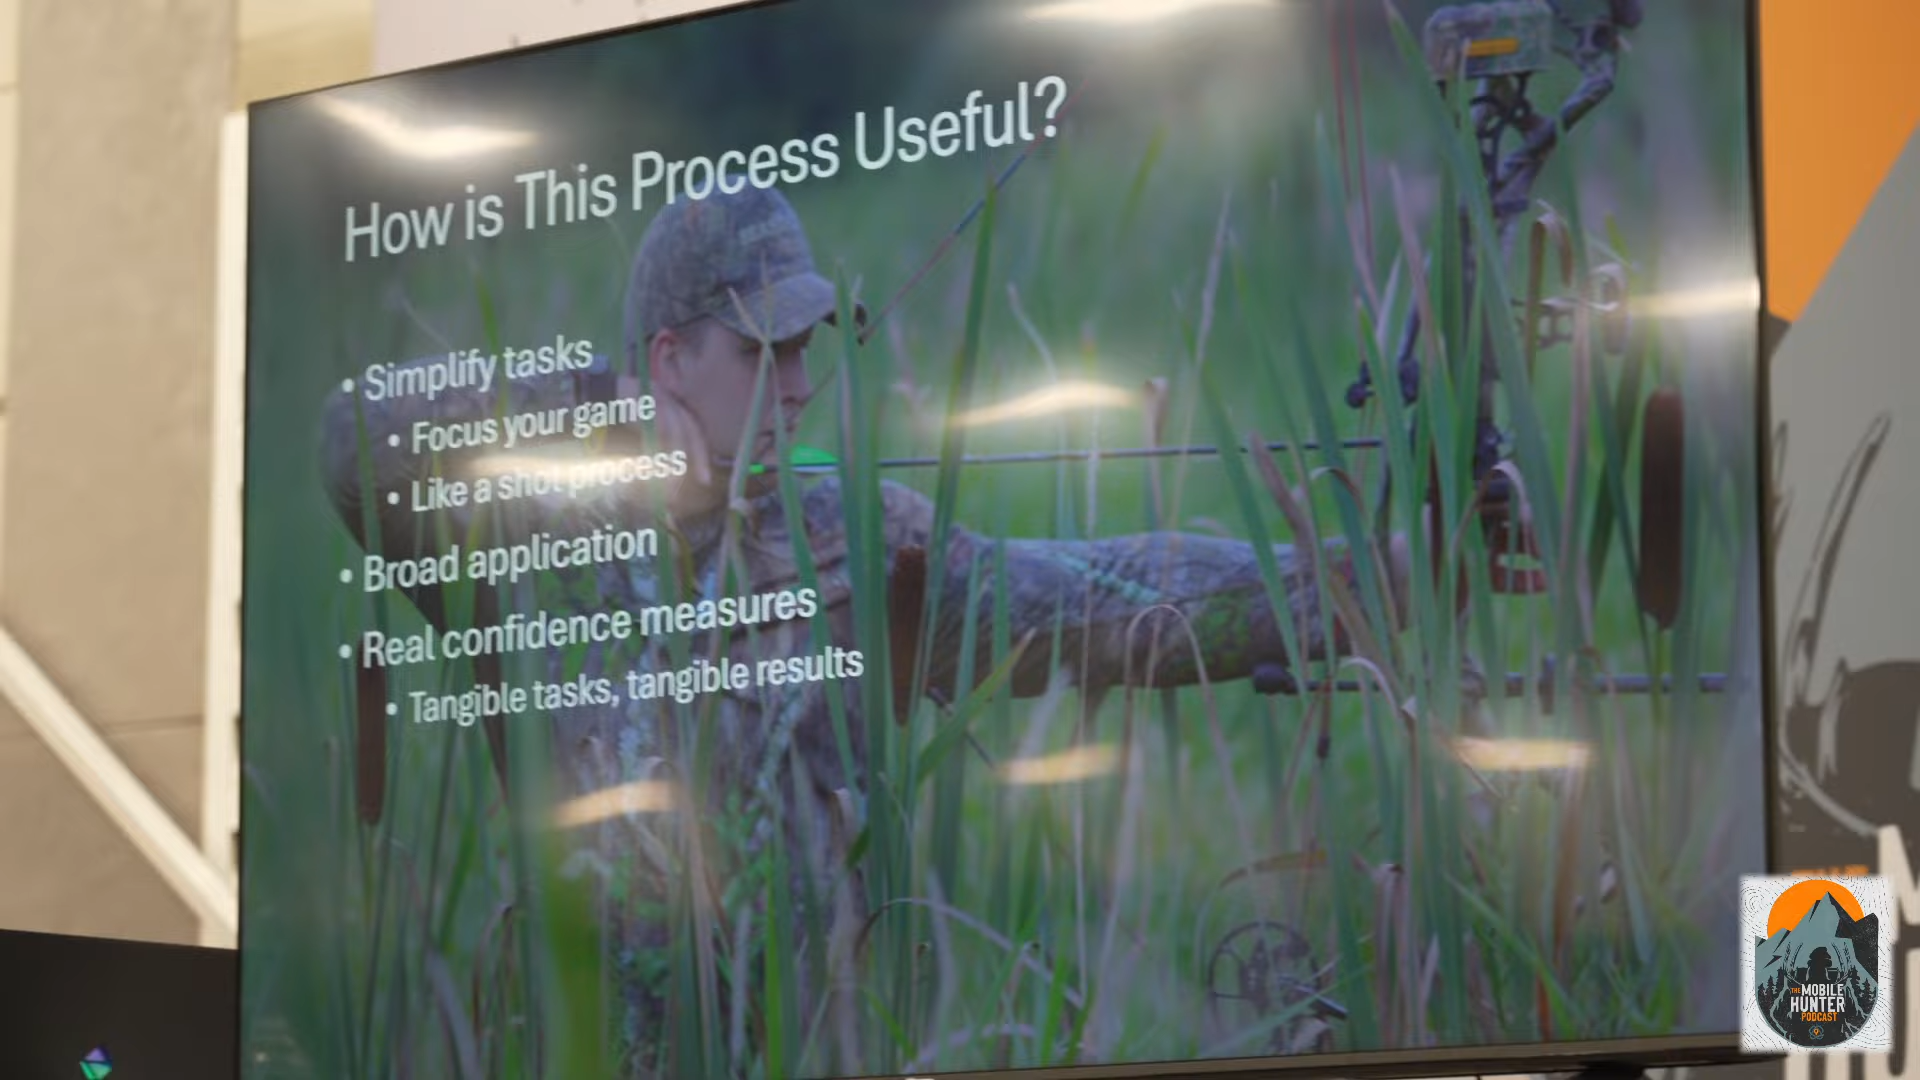 How is This Process Useful?
• Simplify tasks
• Focus your game
• Like a shot process
• Broad application
• Real confidence measures
• Tangible tasks, tangible results
THE MOBILE
HUNTER
PODCAST